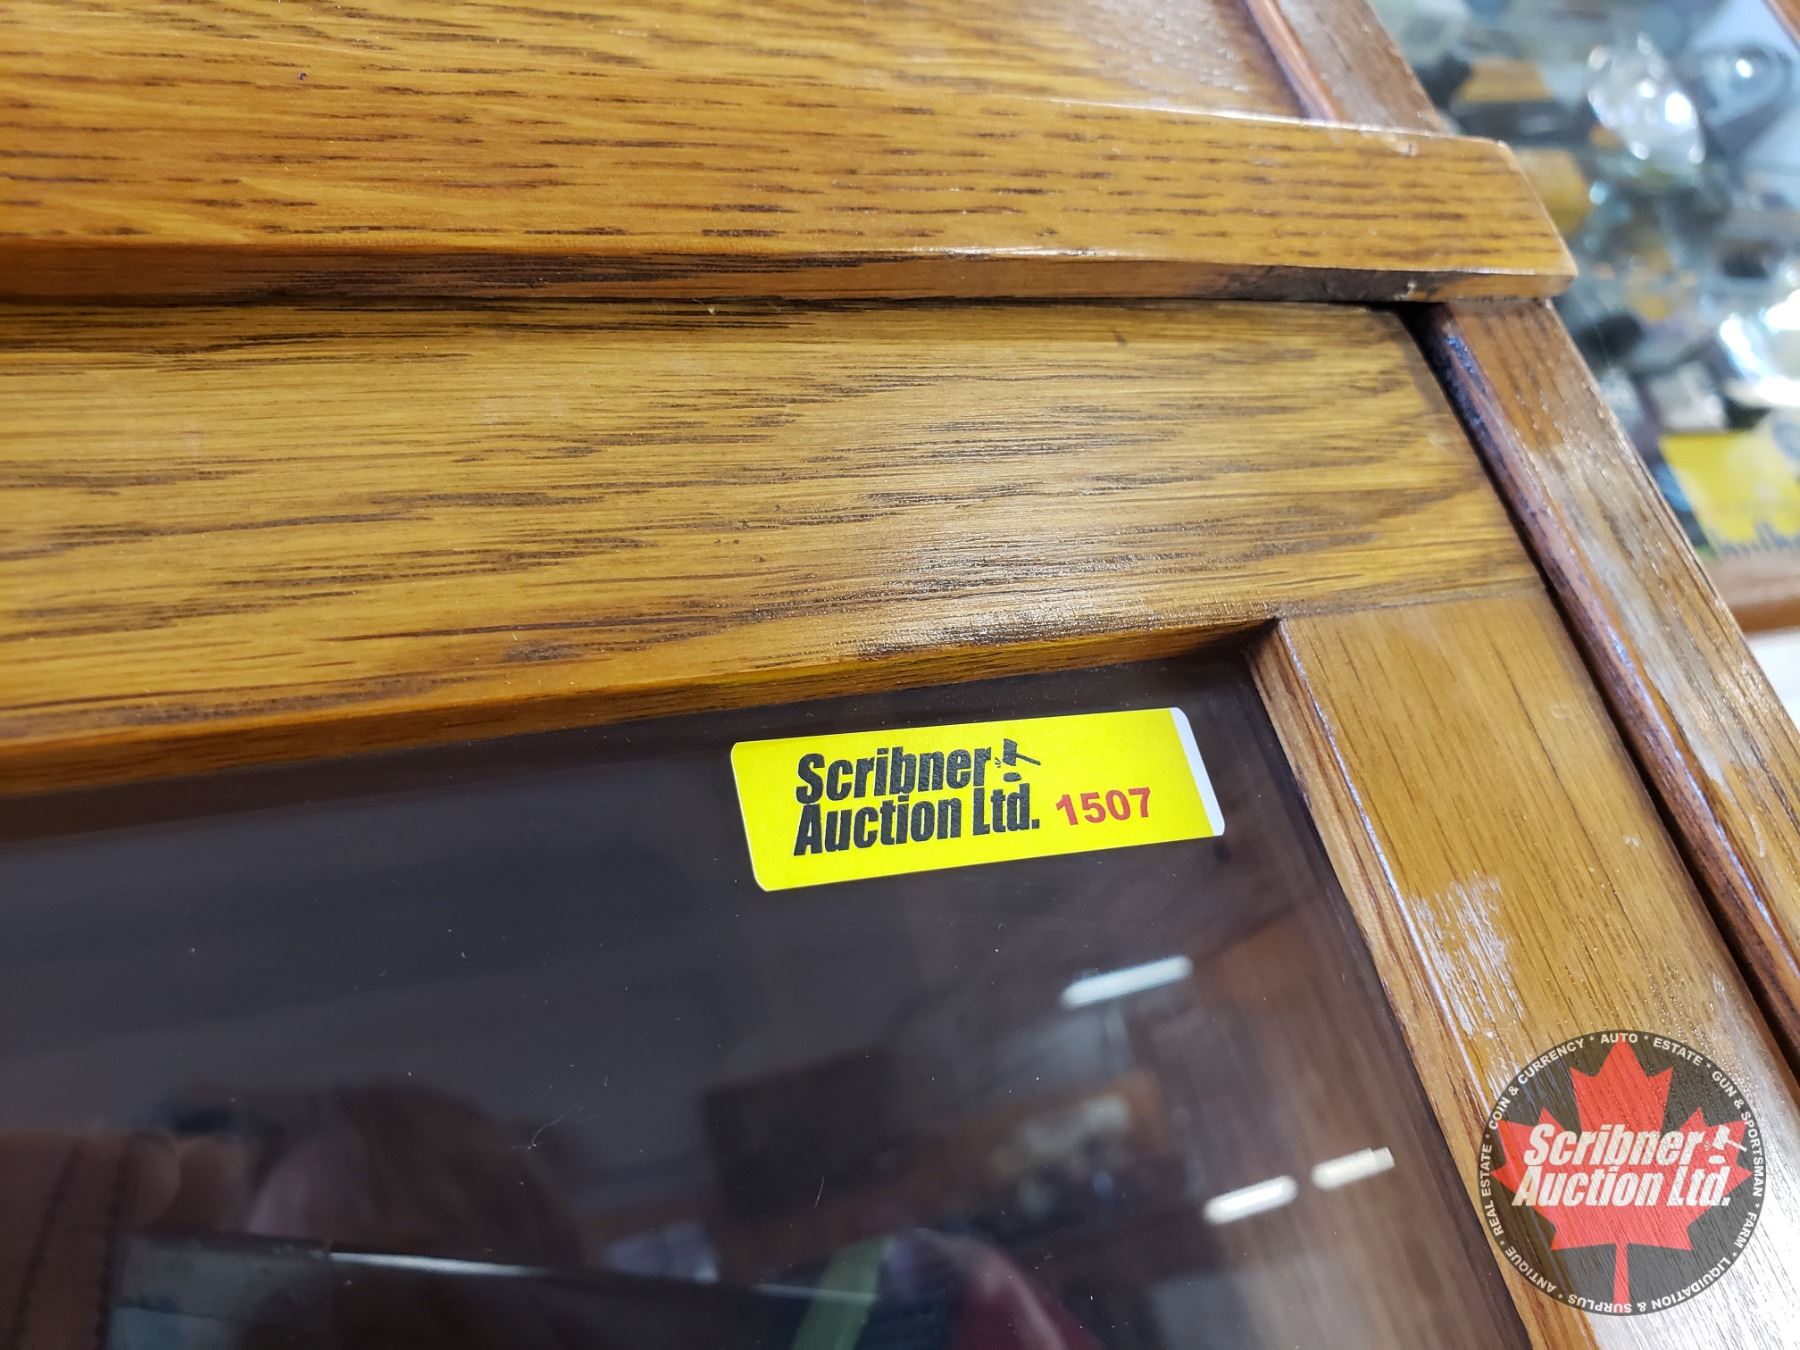 Scribner
Auction Ltd. 1507
COIN & CURRENCY * AUTO * ESTATE * GUN & SPORTSMAN * FARM * LIQUIDATION & SURPLUS * ANTIQUE * REAL ESTATE *
Scribner
Auction Ltd.